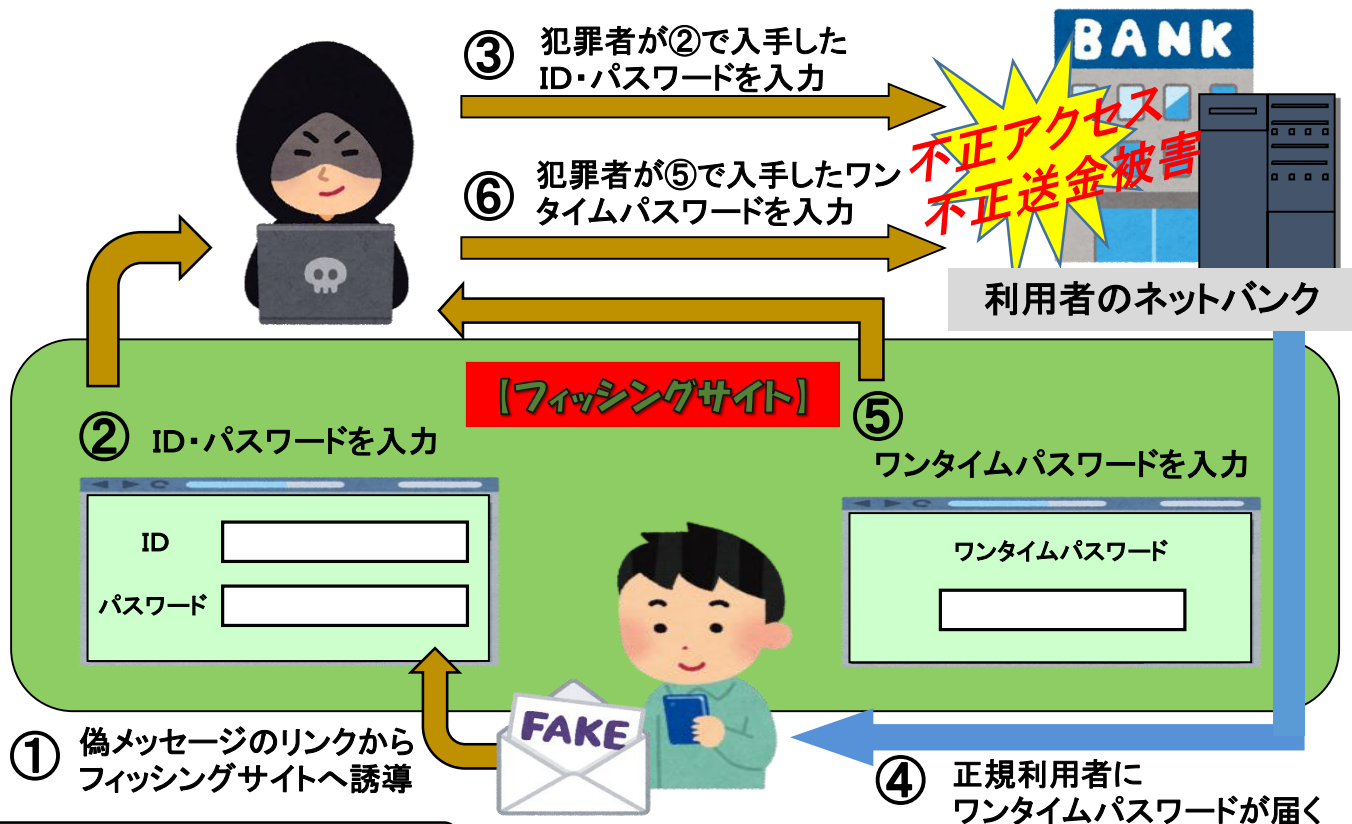 ③ 犯罪者が②で入手した
ID・パスワードを入力
BANK
不正アクセス
不正送金被害
⑥ 犯罪者が⑤で入手したワン
タイムパスワードを入力
利用者のネットバンク
【フィッシングサイト】
② ID・パスワードを入力
ID
パスワード
⑤
ワンタイムパスワードを入力
ワンタイムパスワード
FAKE
① 偽メッセージのリンクから
フィッシングサイトへ誘導
④ 正規利用者に
ワンタイムパスワードが届く